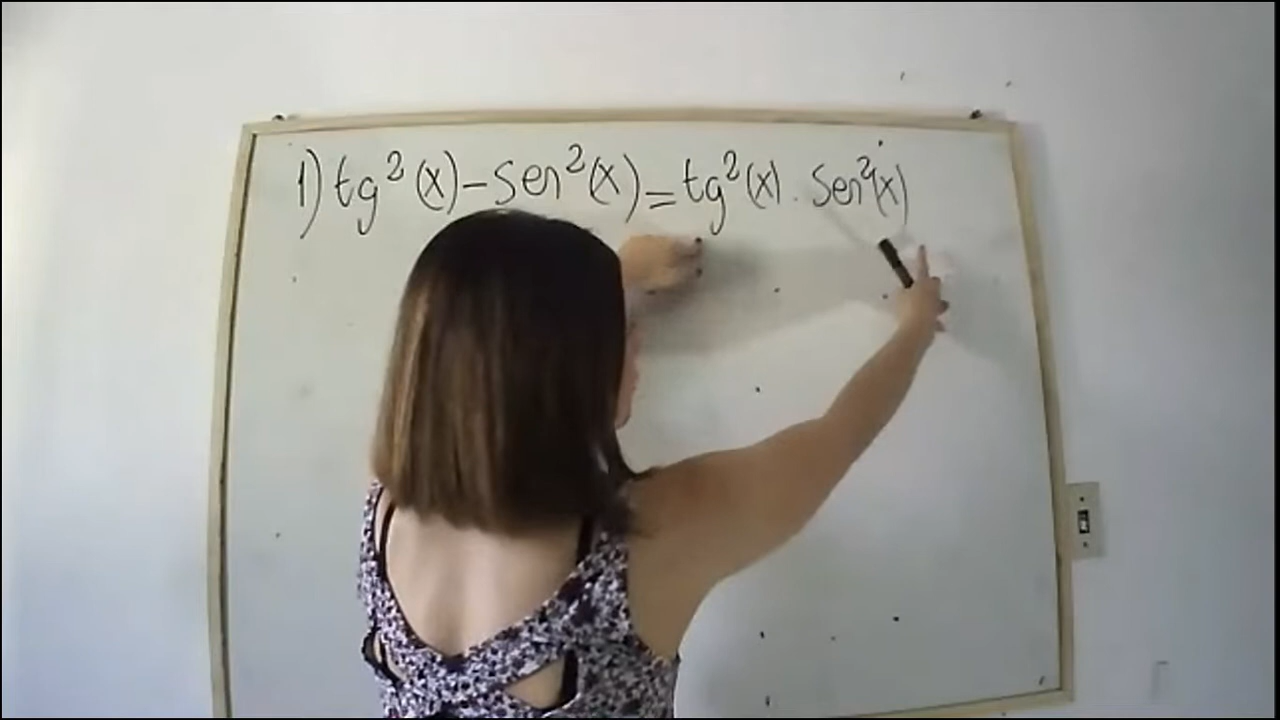 1) tg²(x) - sen²(x) = tg²(x) . sen²(x)